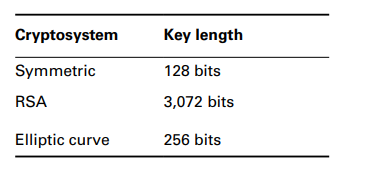 Cryptosystem Key length
Symmetric 128 bits
RSA 3,072 bits
Elliptic curve 256 bits